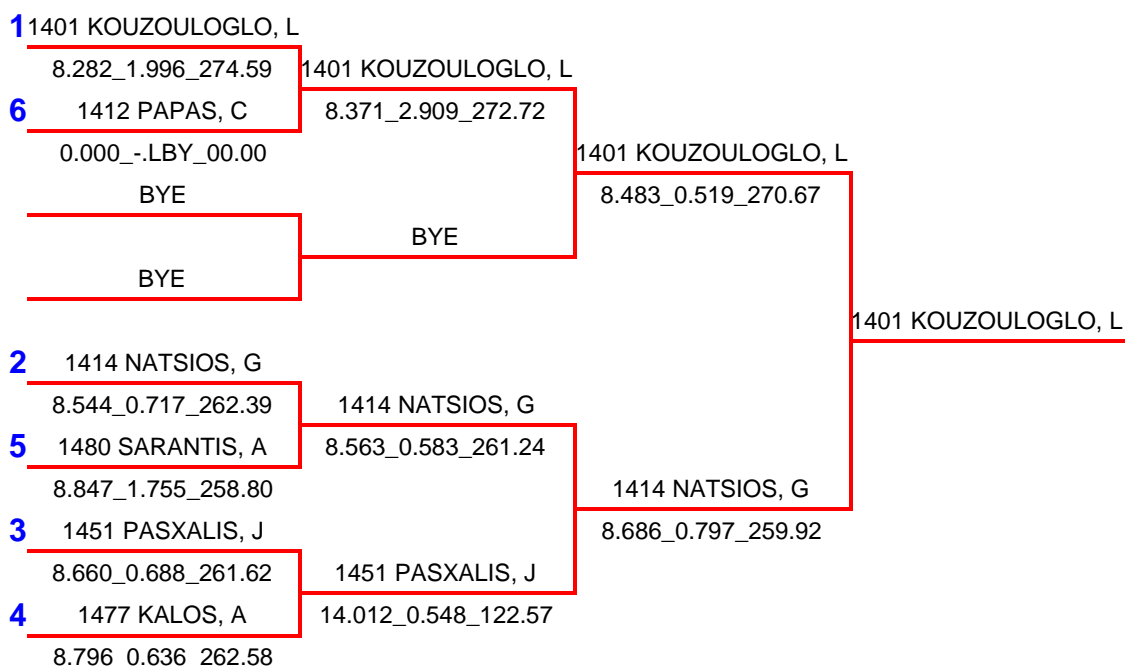 1 1401 KOUZOULOGLO, L
8.282_1.996_274.59
6 1412 PAPAS, C
0.000_-.LBY_00.00
BYE
BYE
2 1414 NATSIOS, G
8.544_0.717_262.39
5 1480 SARANTIS, A
8.847_1.755_258.80
3 1451 PASXALIS, J
8.660_0.688_261.62
4 1477 KALOS, A
8.796_0.636_262.58
1401 KOUZOULOGLO, L
8.371_2.909_272.72
BYE
1414 NATSIOS, G
8.563_0.583_261.24
1451 PASXALIS, J
14.012_0.548_122.57
1401 KOUZOULOGLO, L
8.483_0.519_270.67
1414 NATSIOS, G
8.686_0.797_259.92
1401 KOUZOULOGLO, L